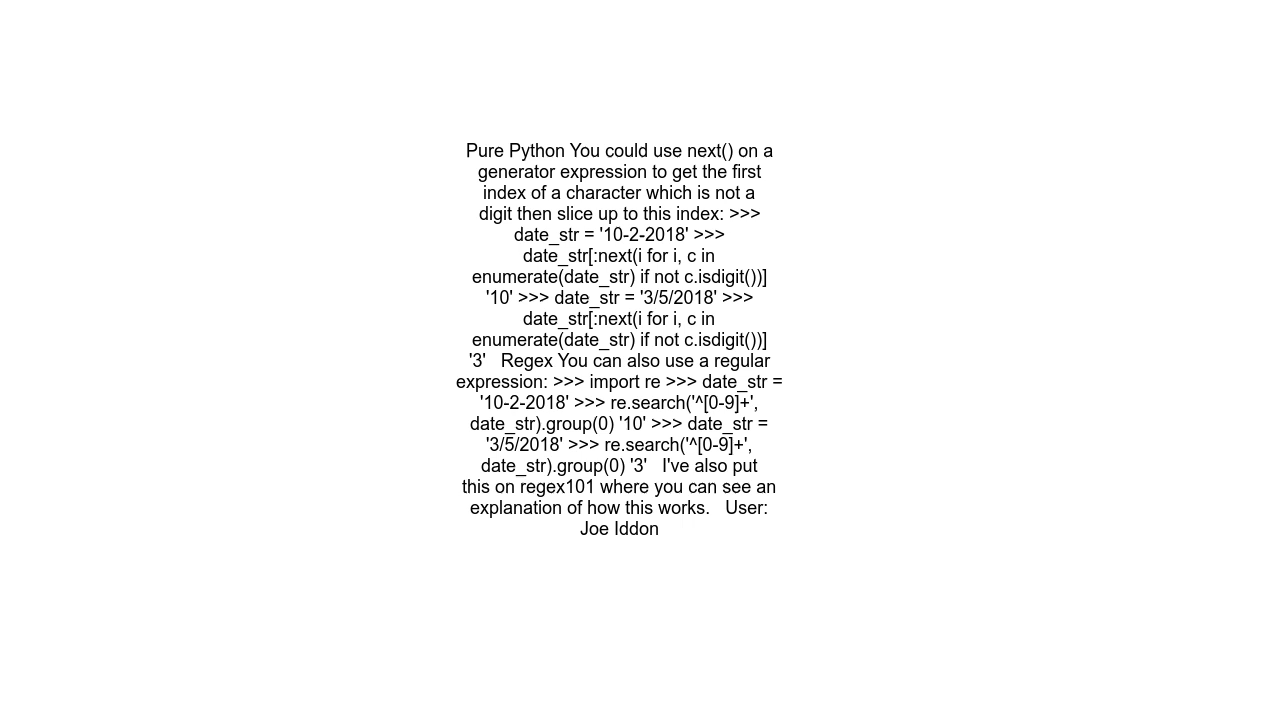 Pure Python You could use next() on a
generator expression to get the first
index of a character which is not a
digit then slice up to this index: >>>
date_str = '10-2-2018' >>>
date_str[:next(i for i, c in
enumerate(date_str) if not c.isdigit())]
'10' >>> date_str = '3/5/2018' >>>
date_str[:next(i for i, c in
enumerate(date_str) if not c.isdigit())]
'3'   Regex You can also use a regular
expression: >>> import re >>> date_str =
'10-2-2018' >>> re.search('^[0-9]+',
date_str).group(0) '10' >>> date_str =
'3/5/2018' >>> re.search('^[0-9]+',
date_str).group(0) '3'   I've also put
this on regex101 where you can see an
explanation of how this works.   User:
Joe Iddon